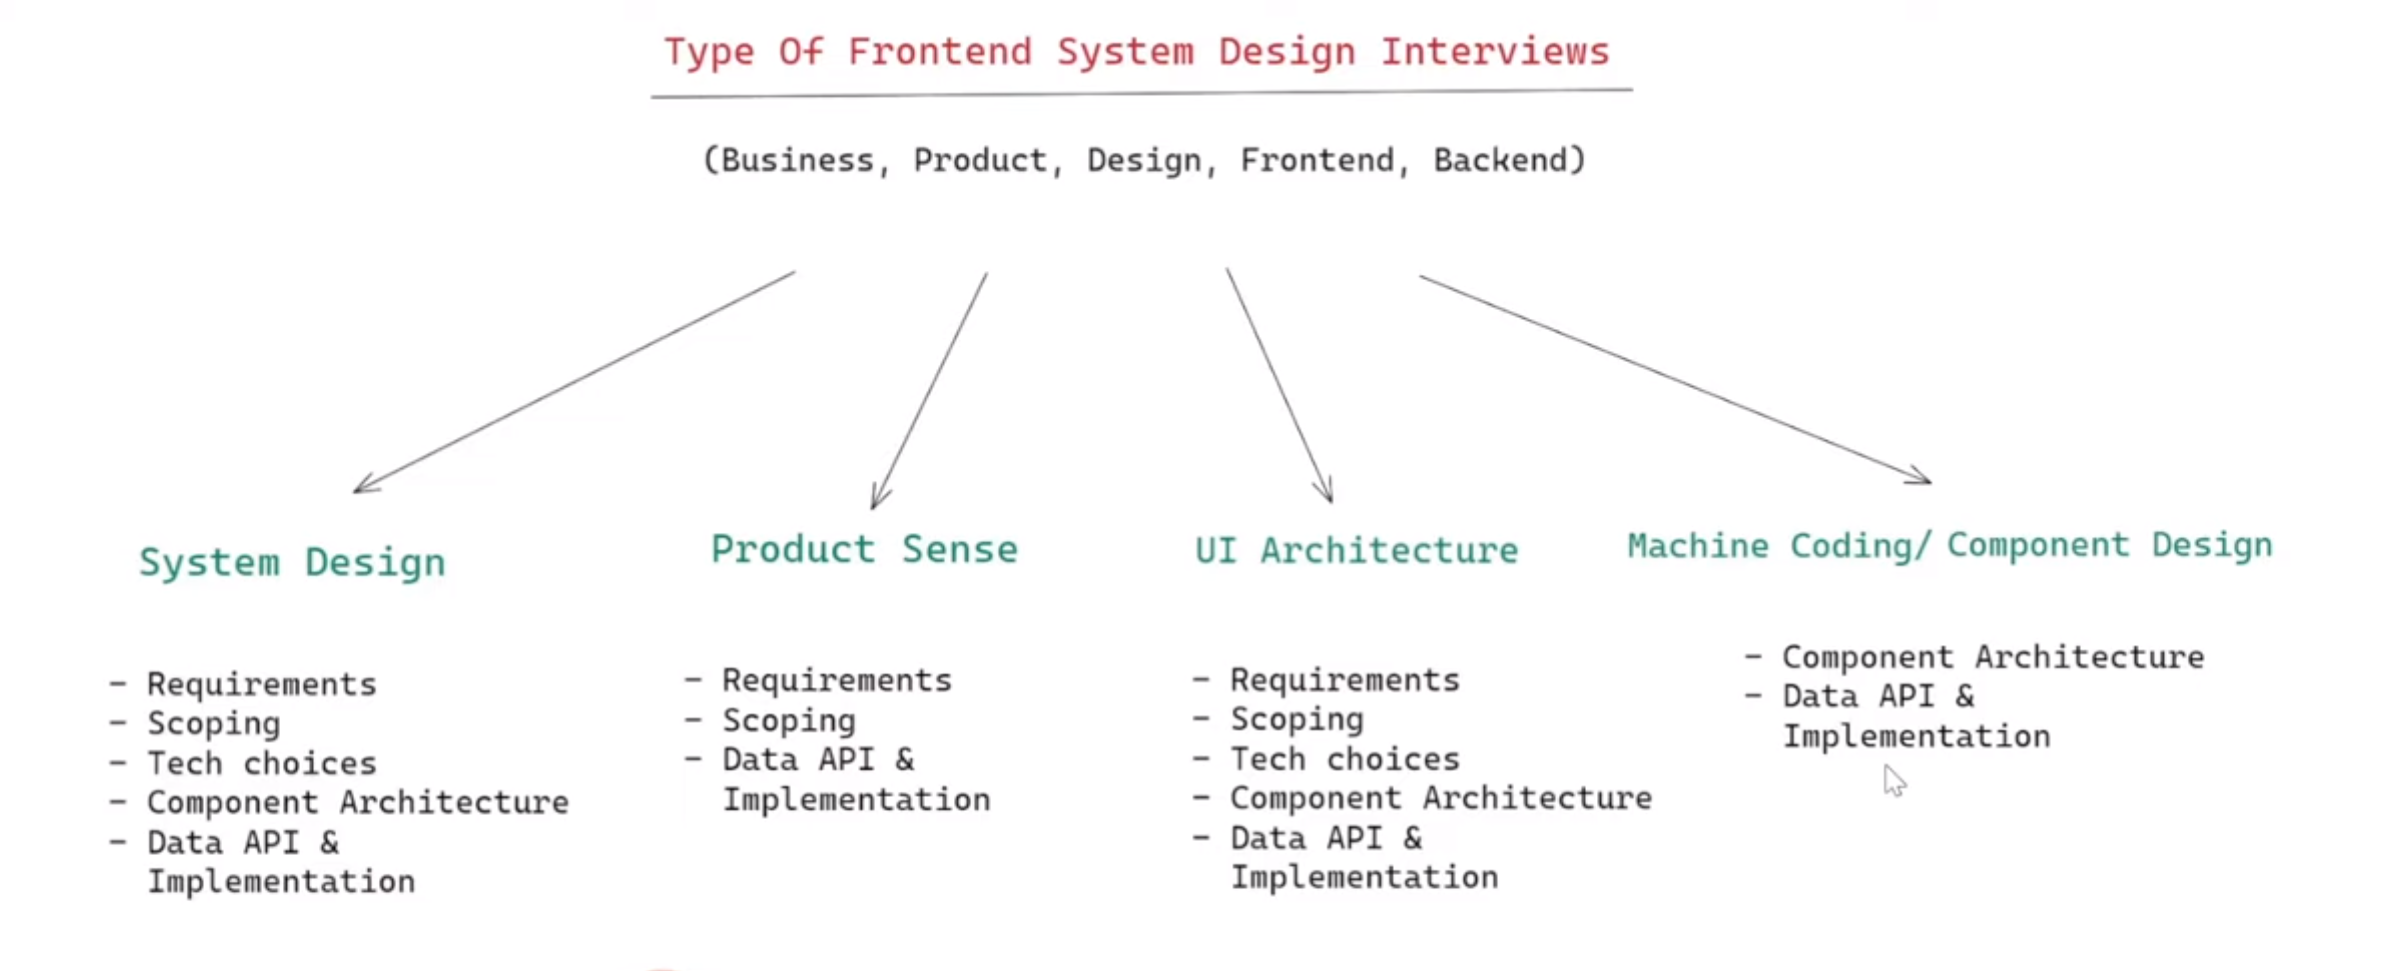 Type Of Frontend System Design Interviews
(Business, Product, Design, Frontend, Backend)
System Design
- Requirements
- Scoping
- Tech choices
- Component Architecture
- Data API &
Implementation
Product Sense
- Requirements
- Scoping
- Data API &
Implementation
UI Architecture
- Requirements
- Scoping
- Tech choices
- Component Architecture
- Data API &
Implementation
Machine Coding/ Component Design
- Component Architecture
- Data API &
Implementation